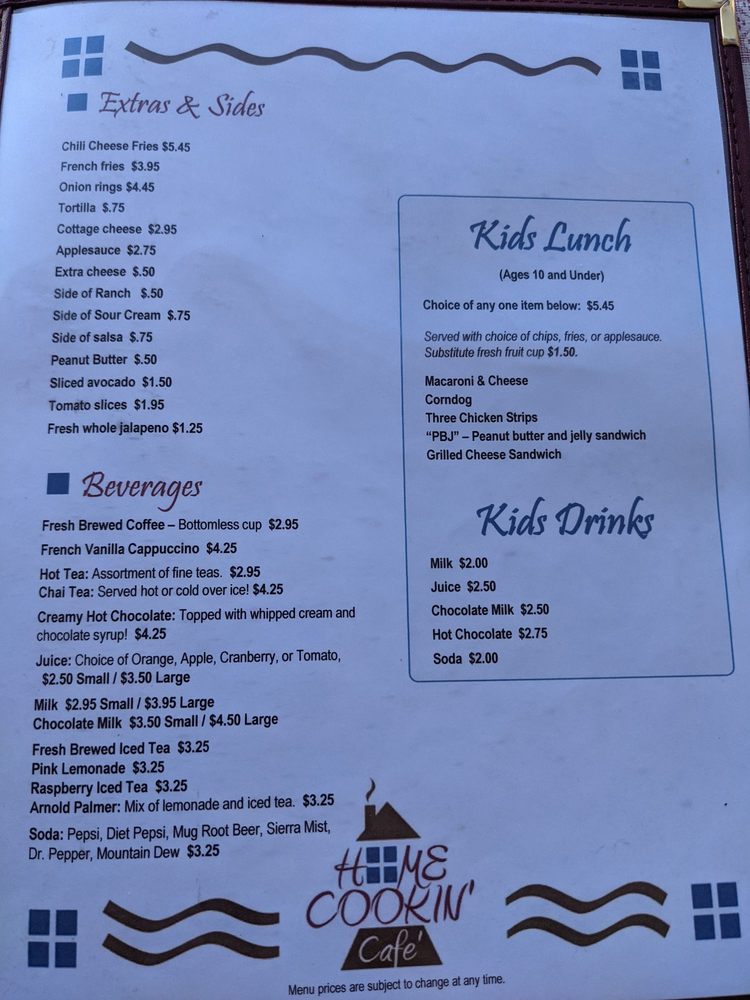 Extras & Sides
Chili Cheese Fries $5.45
French fries $3.95
Onion rings $4.45
Tortilla $.75
Cottage cheese $2.95
Applesauce $2.75
Extra cheese $.50
Side of Ranch $.50
Side of Sour Cream $.75
Side of salsa $.75
Peanut Butter $.50
Sliced avocado $1.50
Tomato slices $1.95
Fresh whole jalapeno $1.25
Beverages
Fresh Brewed Coffee – Bottomless cup $2.95
French Vanilla Cappuccino $4.25
Hot Tea: Assortment of fine teas. $2.95
Chai Tea: Served hot or cold over ice! $4.25
Creamy Hot Chocolate: Topped with whipped cream and
chocolate syrup! $4.25
Juice: Choice of Orange, Apple, Cranberry, or Tomato,
$2.50 Small / $3.50 Large
Milk $2.95 Small / $3.95 Large
Chocolate Milk $3.50 Small / $4.50 Large
Fresh Brewed Iced Tea $3.25
Pink Lemonade $3.25
Raspberry Iced Tea $3.25
Arnold Palmer: Mix of lemonade and iced tea. $3.25
Soda: Pepsi, Diet Pepsi, Mug Root Beer, Sierra Mist,
Dr. Pepper, Mountain Dew $3.25
Kids Lunch
(Ages 10 and Under)
Choice of any one item below: $5.45
Served with choice of chips, fries, or applesauce.
Substitute fresh fruit cup $1.50.
Macaroni & Cheese
Corndog
Three Chicken Strips
“PBJ” – Peanut butter and jelly sandwich
Grilled Cheese Sandwich
Kids Drinks
Milk $2.00
Juice $2.50
Chocolate Milk $2.50
Hot Chocolate $2.75
Soda $2.00
HOME
COOKIN'
Cafe'
Menu prices are subject to change at any time.